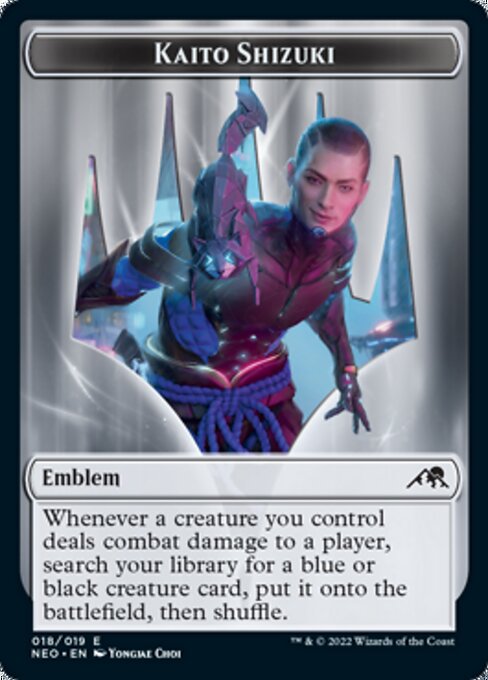 KAITO SHIZUKI
Emblem
Whenever a creature you control
deals combat damage to a player,
search your library for a blue or
black creature card, put it onto the
battlefield, then shuffle.
018/019 E
NEO • EN YONGJAE CHOI
™ & © 2022 Wizards of the Coast